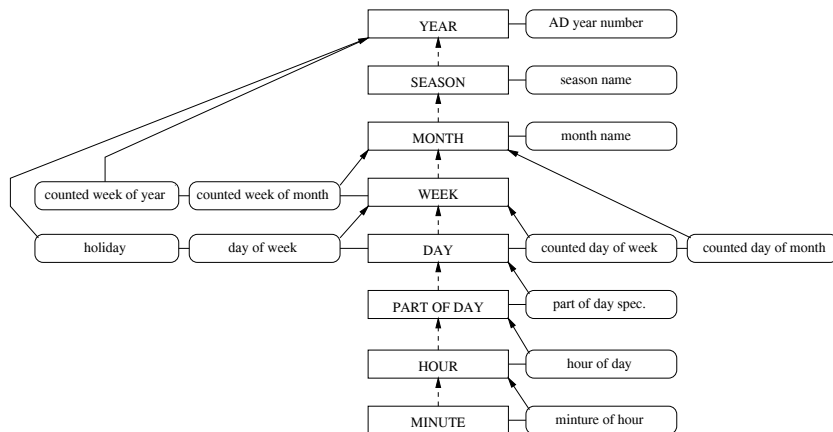 YEAR
AD year number
SEASON
season name
MONTH
month name
counted week of year
counted week of month
WEEK
holiday
day of week
DAY
counted day of week
counted day of month
PART OF DAY
part of day spec.
HOUR
hour of day
MINUTE
minture of hour